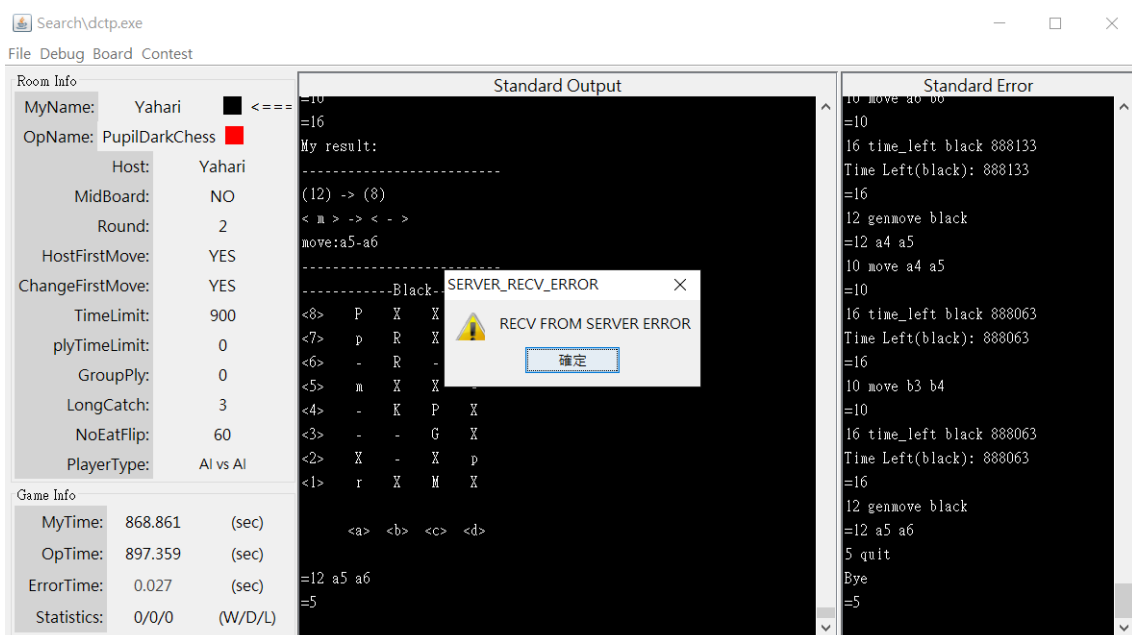 Search\dctp.exe
File Debug Board Contest
Room Info
MyName: Yahari <===
OpName: PupilDarkChess
Host: Yahari
MidBoard: NO
Round: 2
HostFirstMove: YES
ChangeFirstMove: YES
TimeLimit: 900
plyTimeLimit: 0
GroupPly: 0
LongCatch: 3
NoEatFlip: 60
PlayerType: AI vs AI
Game Info
MyTime: 868.861 (sec)
OpTime: 897.359 (sec)
ErrorTime: 0.027 (sec)
Statistics: 0/0/0 (W/D/L)
Standard Output
=10
=16
My result:
--------------------------
(12) -> (8)
< m > -> < - >
move:a5-a6
--------------------------
------------Black--
<8> P X X
<7> p R X
<6> - R -
<5> m X X -
<4> - K P X
<3> - - G X
<2> X - X p
<1> r X M X
<a> <b> <c> <d>
=12 a5 a6
=5
SERVER_RECV_ERROR
RECV FROM SERVER ERROR
確定
Standard Error
10 move a6 b6
=10
16 time_left black 888133
Time Left(black): 888133
=16
12 genmove black
=12 a4 a5
10 move a4 a5
=10
16 time_left black 888063
Time Left(black): 888063
=16
10 move b3 b4
=10
16 time_left black 888063
Time Left(black): 888063
=16
12 genmove black
=12 a5 a6
5 quit
Bye
=5